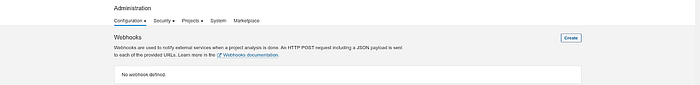 Administration
Configuration Security Projects System Marketplace
Webhooks
Create
Webhooks are used to notify external services when a project analysis is done. An HTTP POST request including a JSON payload is sent
to each of the provided URLs. Learn more in the Webhooks documentation.
No webhook defined.